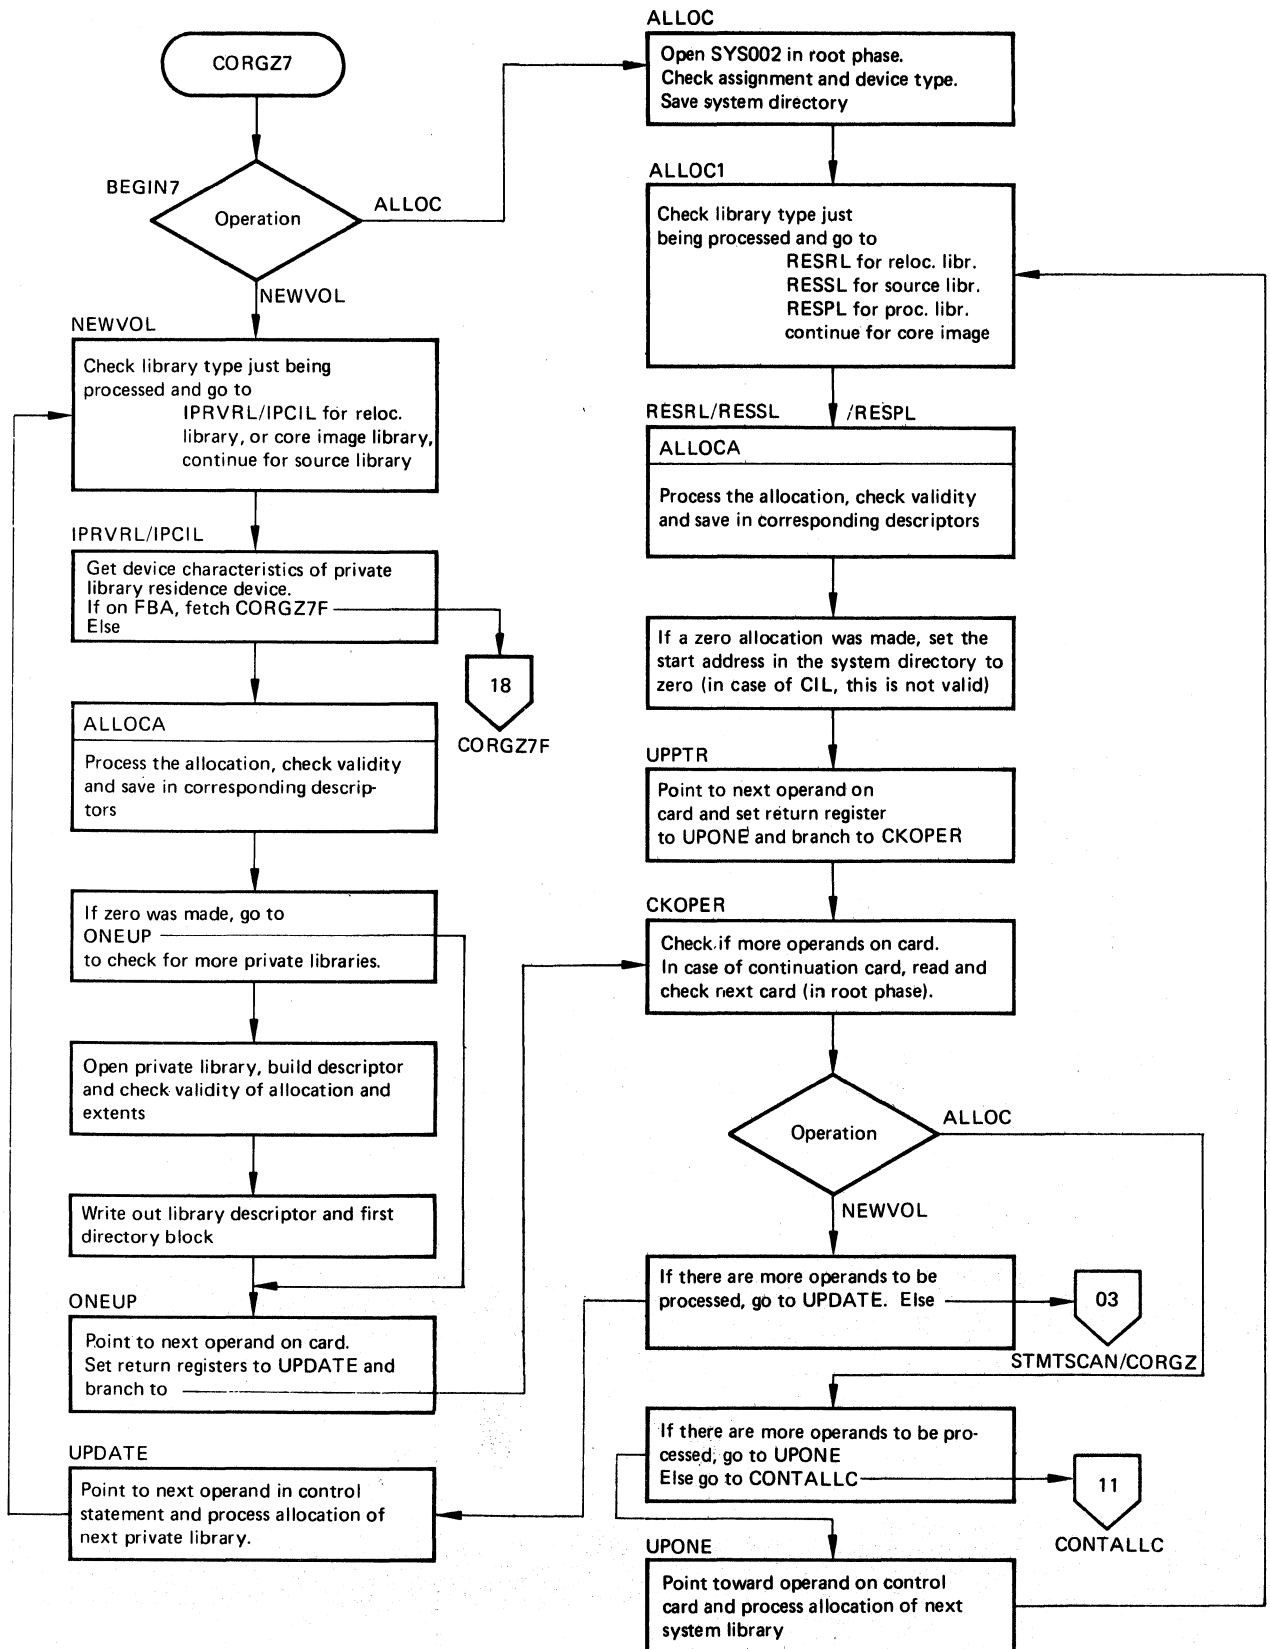 CORGZ7
BEGIN7
Operation
ALLOC
NEWVOL
NEWVOL
Check library type just being
processed and go to
IPRVRL/IPCIL for reloc.
library, or core image library,
continue for source library
IPRVRL/IPCIL
Get device characteristics of private
library residence device.
If on FBA, fetch CORGZ7F
Else
18
CORGZ7F
ALLOCA
Process the allocation, check validity
and save in corresponding descrip-
tors
If zero was made, go to
ONEUP
to check for more private libraries.
Open private library, build descriptor
and check validity of allocation and
extents
Write out library descriptor and first
directory block
ONEUP
Point to next operand on card.
Set return registers to UPDATE and
branch to
UPDATE
Point to next operand in control
statement and process allocation of
next private library.
ALLOC
Open SYS002 in root phase.
Check assignment and device type.
Save system directory
ALLOC1
Check library type just
being processed and go to
RESRL for reloc. libr.
RESSL for source libr.
RESPL for proc. libr.
continue for core image
RESRL/RESSL /RESPL
ALLOCA
Process the allocation, check validity
and save in corresponding descriptors
If a zero allocation was made, set the
start address in the system directory to
zero (in case of CIL, this is not valid)
UPPTR
Point to next operand on
card and set return register
to UPONE and branch to CKOPER
CKOPER
Check if more operands on card.
In case of continuation card, read and
check next card (in root phase).
Operation
ALLOC
NEWVOL
If there are more operands to be
processed, go to UPDATE. Else
03
STMTSCAN/CORGZ
If there are more operands to be pro-
cessed, go to UPONE
Else go to CONTALLC
11
CONTALLC
UPONE
Point toward operand on control
card and process allocation of next
system library